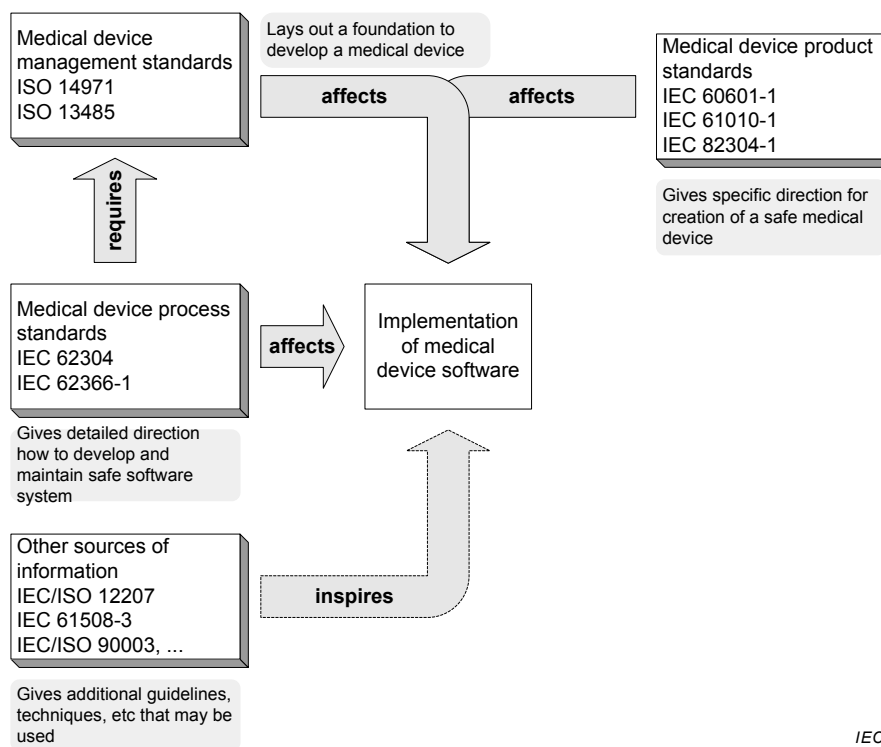 Medical device
management standards
ISO 14971
ISO 13485
Lays out a foundation to
develop a medical device
affects
affects
Medical device product
standards
IEC 60601-1
IEC 61010-1
IEC 82304-1
Gives specific direction for
creation of a safe medical
device
requires
Medical device process
standards
IEC 62304
IEC 62366-1
Gives detailed direction
how to develop and
maintain safe software
system
affects
Implementation
of medical
device software
Other sources of
information
IEC/ISO 12207
IEC 61508-3
IEC/ISO 90003, ...
Gives additional guidelines,
techniques, etc that may be
used
inspires
IEC